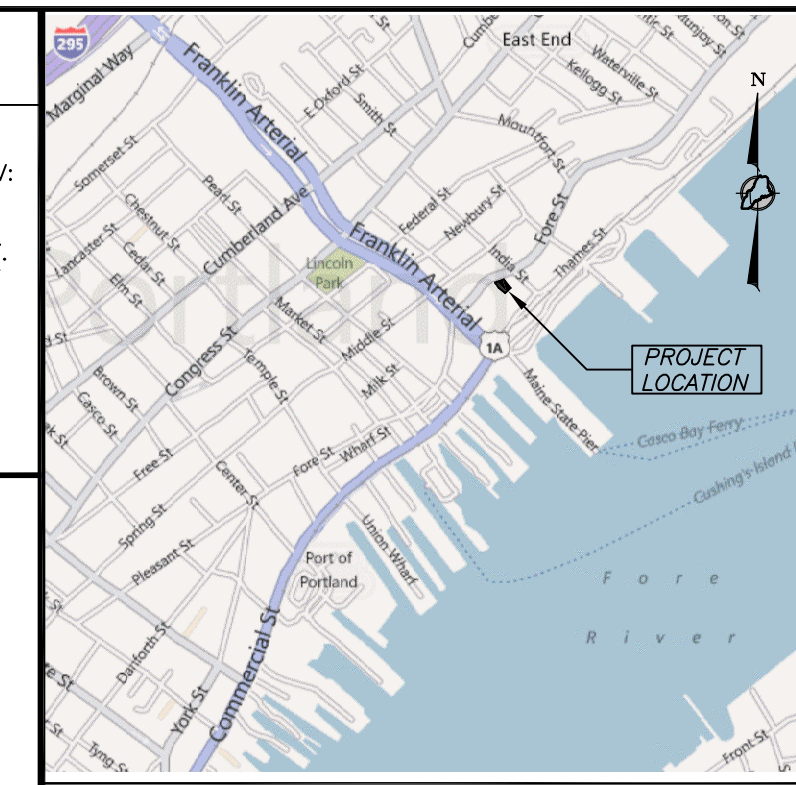 295
Marginal Way
Franklin Arterial
East End
Waterville St
Kellogg St
E Oxford St
Smith St
Mountfort St
N
Somerset St
Pearl St
Chestnut St
Cumberland Ave
Federal St
Newbury St
Fore St
Lancaster St
Cedar St
Elm St
Lincoln
Park
Franklin Arterial
India St
Thames St
Portland
Market St
Middle St
1A
PROJECT
LOCATION
Congress St
Temple St
Milk St
Brown St
Casco St
Maine State Pier
Casco Bay Ferry
Cushing's Island
Free St
Center St
Fore St
Wharf St
Spring St
Pleasant St
Union Wharf
Port of
Portland
Fore
River
Danforth St
York St
Commercial St
Tyng St
Front St